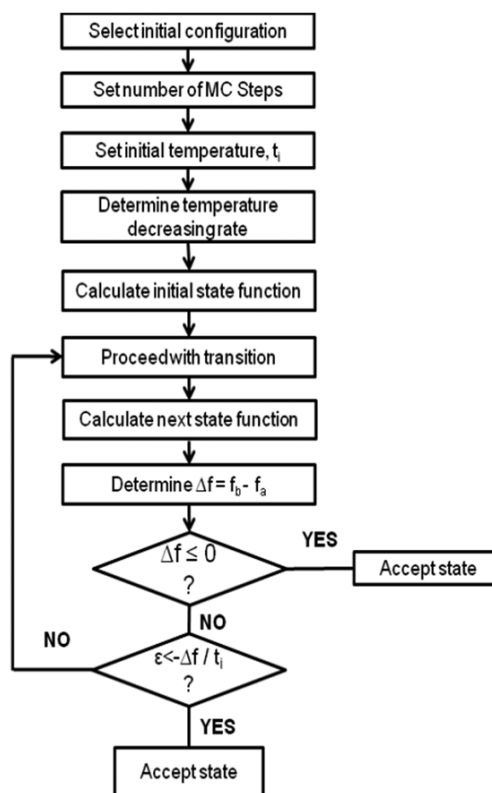 Select initial configuration
Set number of MC Steps
Set initial temperature, tᵢ
Determine temperature
decreasing rate
Calculate initial state function
Proceed with transition
Calculate next state function
Determine Δf = f_b - f_a
Δf ≤ 0
?
YES
Accept state
NO
NO
ε<-Δf / tᵢ
?
YES
Accept state